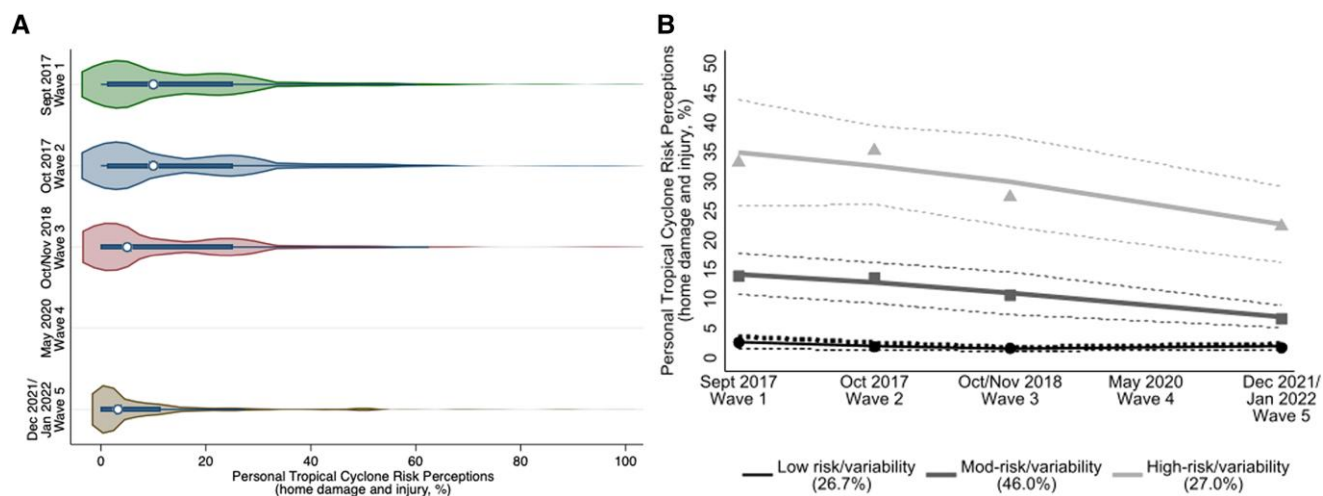 A
Sept 2017
Wave 1
Oct 2017
Wave 2
Oct/Nov 2018
Wave 3
May 2020
Wave 4
Dec 2021/
Jan 2022
Wave 5
0 20 40 60 80 100
Personal Tropical Cyclone Risk Perceptions
(home damage and injury, %)
B
Personal Tropical Cyclone Risk Perceptions
(home damage and injury, %)
50
45
40
35
30
25
20
15
10
5
0
Sept 2017
Wave 1
Oct 2017
Wave 2
Oct/Nov 2018
Wave 3
May 2020
Wave 4
Dec 2021/
Jan 2022
Wave 5
Low risk/variability
(26.7%)
Mod-risk/variability
(46.0%)
High-risk/variability
(27.0%)